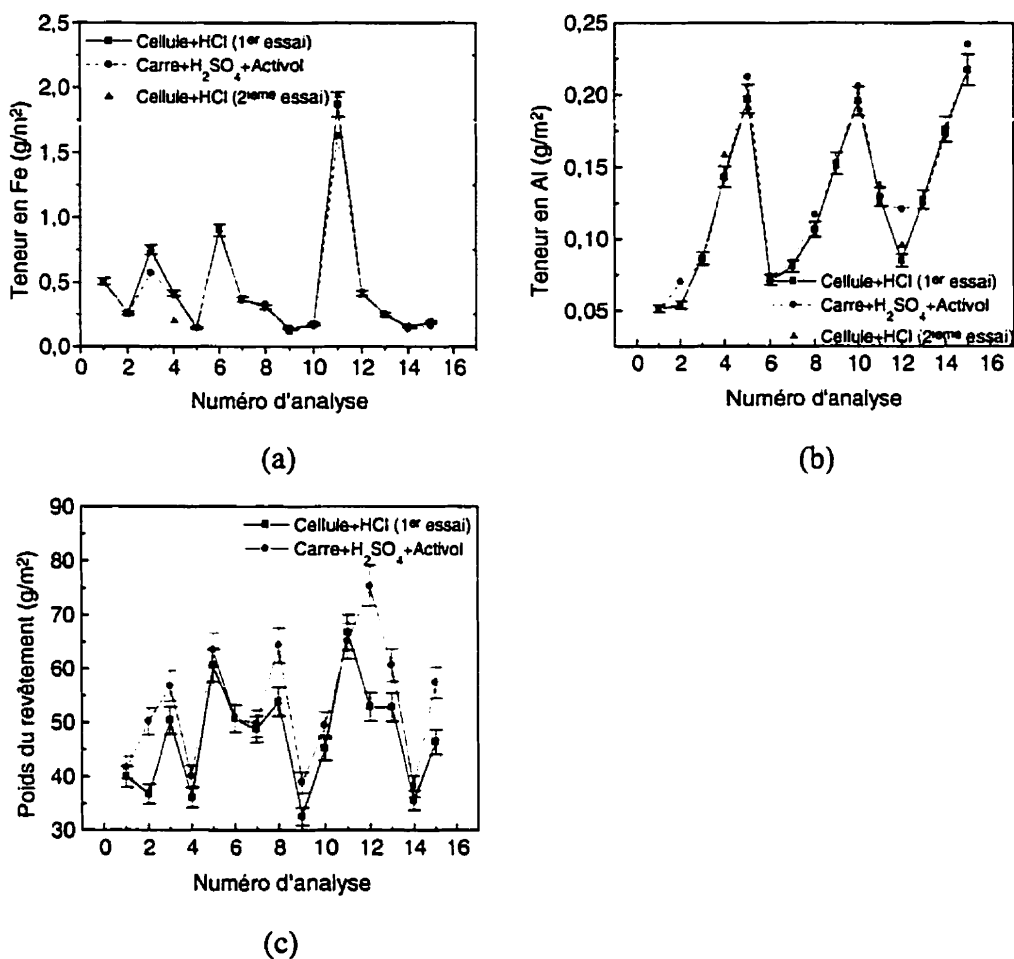 2,5
2,0
1,5
1,0
0,5
0,0
Teneur en Fe (g/m²)
Cellule+HCl (1er essai)
Carre+H2SO4+Activol
Cellule+HCl (2ieme essai)
0 2 4 6 8 10 12 14 16
Numéro d'analyse
(a)
0,25
0,20
0,15
0,10
0,05
Teneur en Al (g/m²)
Cellule+HCl (1er essai)
Carre+H2SO4+Activol
Cellule+HCl (2ieme essai)
0 2 4 6 8 10 12 14 16
Numéro d'analyse
(b)
90
80
70
60
50
40
30
Poids du revêtement (g/m²)
Cellule+HCl (1er essai)
Carre+H2SO4+Activol
0 2 4 6 8 10 12 14 16
Numéro d'analyse
(c)